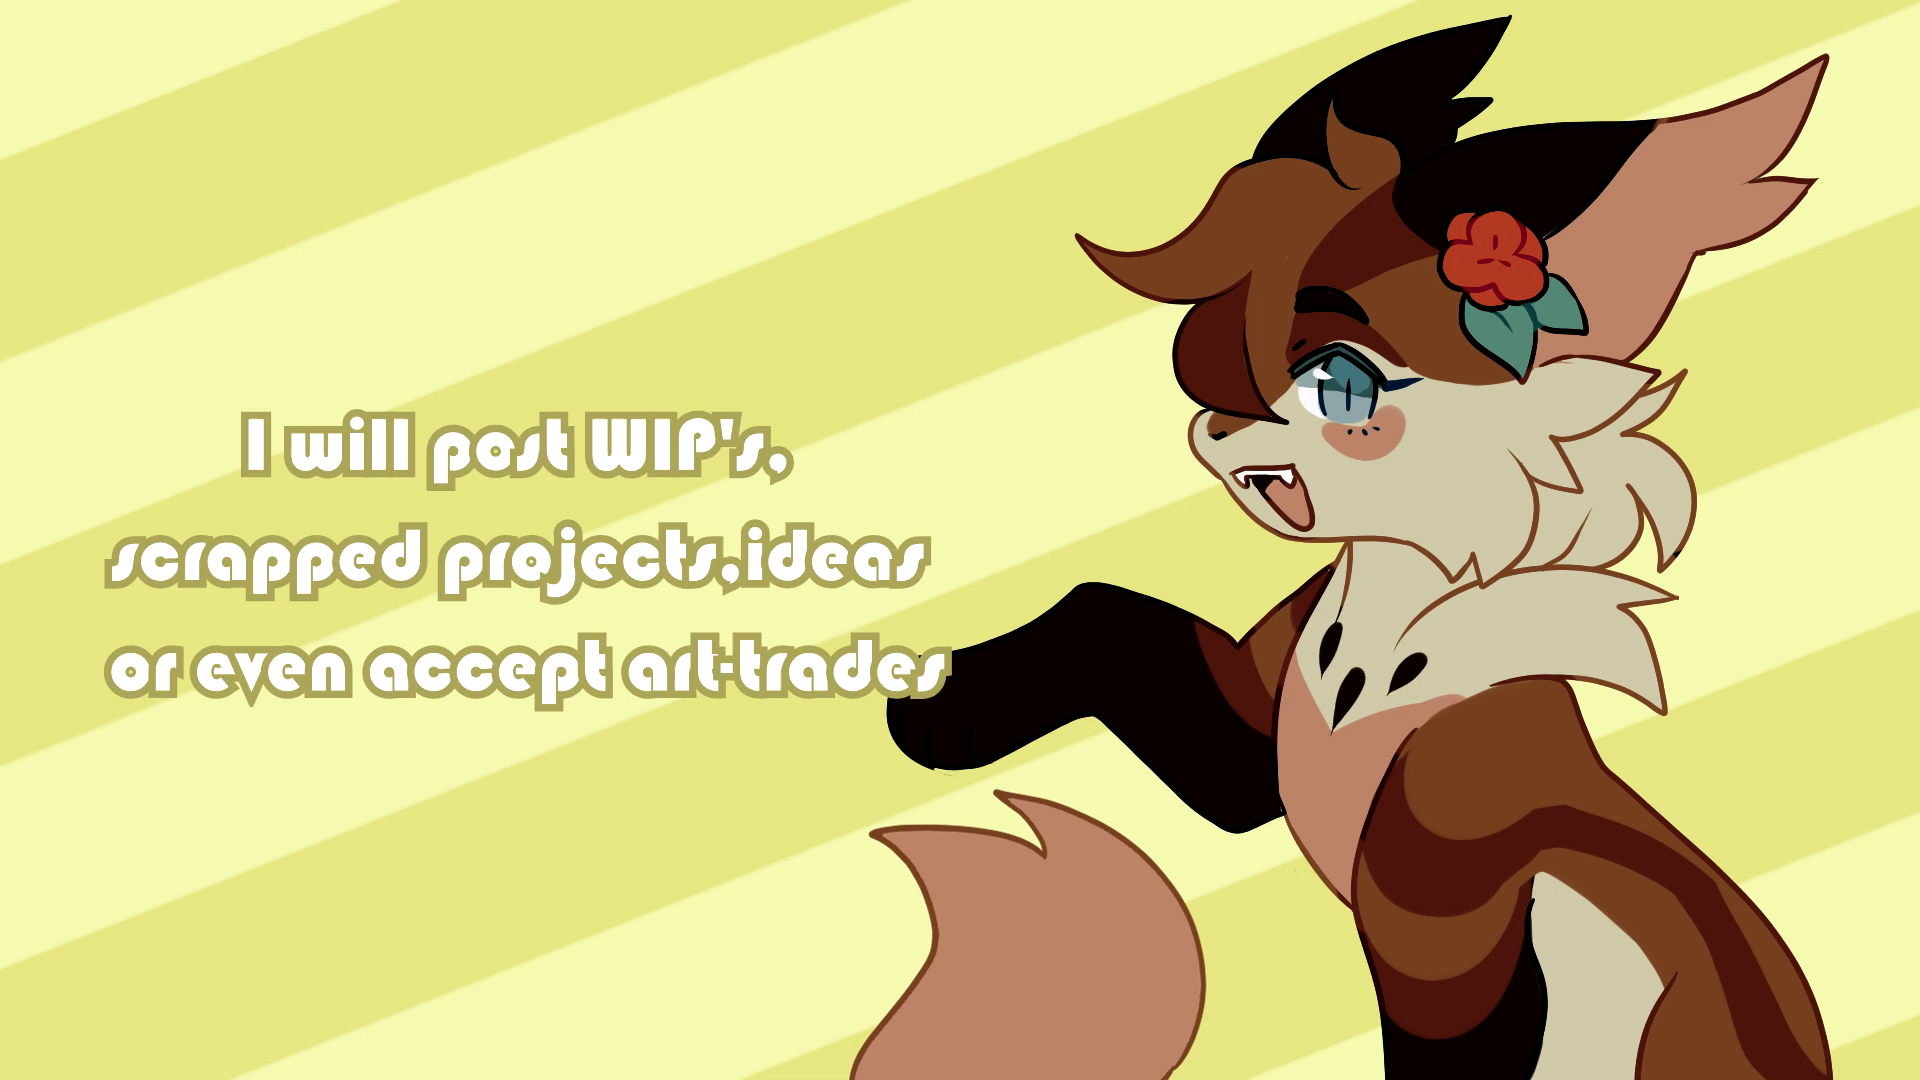 I will post WIP's,
scrapped projects,ideas
or even accept art-trades